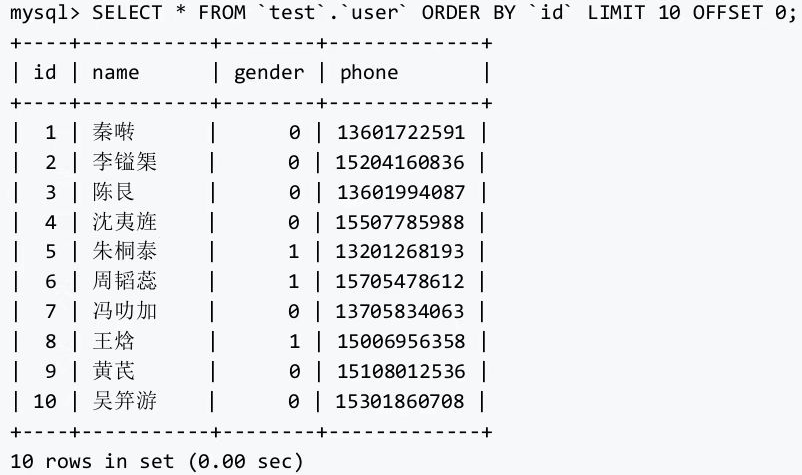 mysql> SELECT * FROM `test`.`user` ORDER BY `id` LIMIT 10 OFFSET 0;
+----+-----------+--------+-------------+
| id | name      | gender | phone       |
+----+-----------+--------+-------------+
|  1 | 秦啭      |      0 | 13601722591 |
|  2 | 李镒榘    |      0 | 15204160836 |
|  3 | 陈艮      |      0 | 13601994087 |
|  4 | 沈夷旌    |      0 | 15507785988 |
|  5 | 朱桐泰    |      1 | 13201268193 |
|  6 | 周韬蕊    |      1 | 15705478612 |
|  7 | 冯叻加    |      0 | 13705834063 |
|  8 | 王焓      |      1 | 15006956358 |
|  9 | 黄芪      |      0 | 15108012536 |
| 10 | 吴笄游    |      0 | 15301860708 |
+----+-----------+--------+-------------+
10 rows in set (0.00 sec)